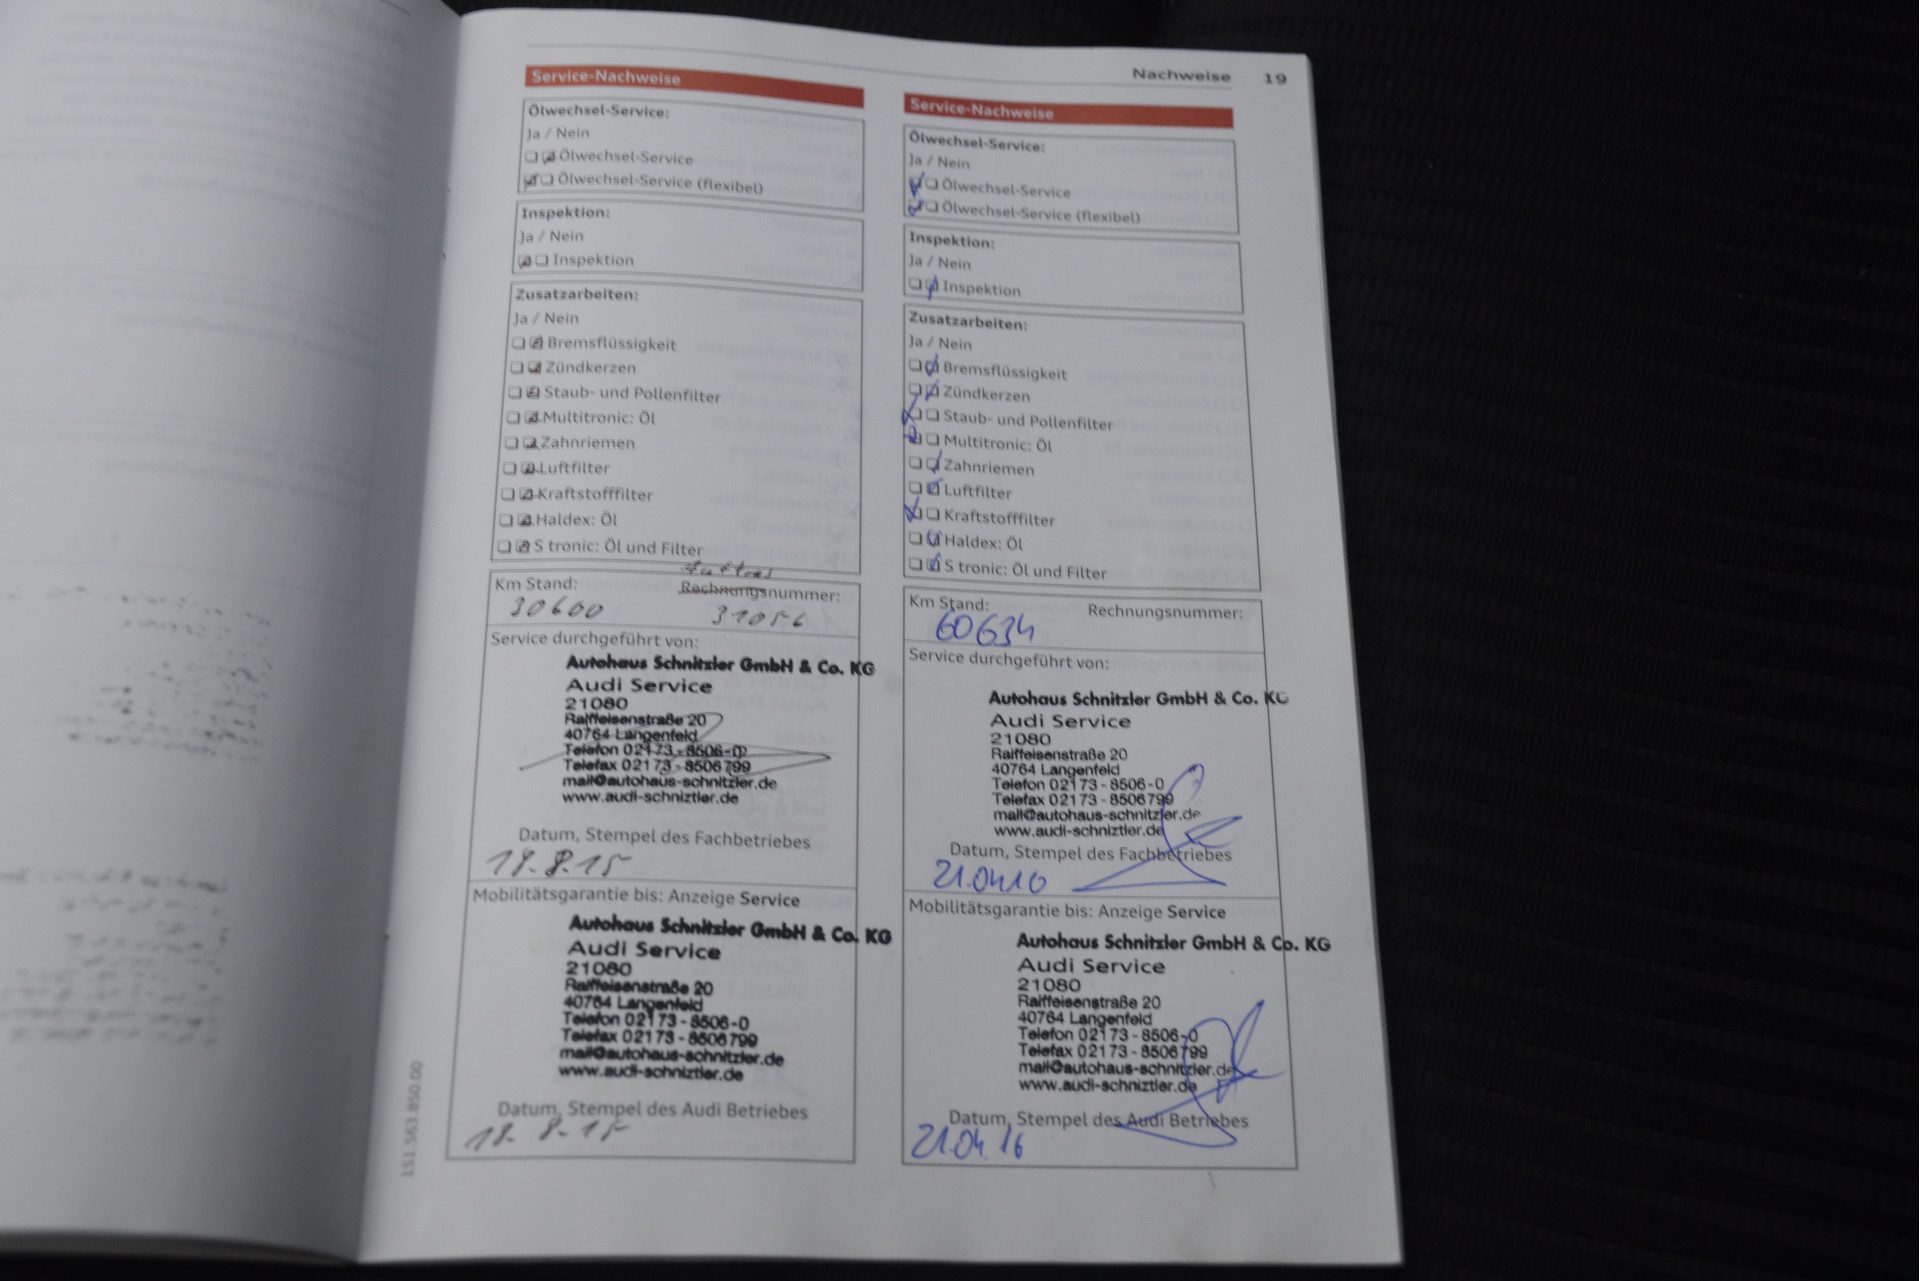 Nachweise 19
Service-Nachweise
Ölwechsel-Service:
Ja / Nein
Ölwechsel-Service
Ölwechsel-Service (flexibel)
Inspektion:
Ja / Nein
Inspektion
Zusatzarbeiten:
Ja / Nein
Bremsflüssigkeit
Zündkerzen
Staub- und Pollenfilter
Multitronic: Öl
Zahnriemen
Luftfilter
Kraftstofffilter
Haldex: Öl
S tronic: Öl und Filter
Km Stand: Rechnungsnummer:
30600 31056
Service durchgeführt von:
Autohaus Schnitzler GmbH & Co. KG
Audi Service
21080
Raiffeisenstraße 20
40764 Langenfeld
Telefon 02173 - 8506-0
Telefax 02173 - 8506799
mail@autohaus-schnitzler.de
www.audi-schniztler.de
Datum, Stempel des Fachbetriebes
18.8.15
Mobilitätsgarantie bis: Anzeige Service
Autohaus Schnitzler GmbH & Co. KG
Audi Service
21080
Raiffeisenstraße 20
40764 Langenfeld
Telefon 02173 - 8506-0
Telefax 02173 - 8506799
mail@autohaus-schnitzler.de
www.audi-schniztler.de
Datum, Stempel des Audi Betriebes
18. 8.15
151.563.850.00
Service-Nachweise
Ölwechsel-Service:
Ja / Nein
Ölwechsel-Service
Ölwechsel-Service (flexibel)
Inspektion:
Ja / Nein
Inspektion
Zusatzarbeiten:
Ja / Nein
Bremsflüssigkeit
Zündkerzen
Staub- und Pollenfilter
Multitronic: Öl
Zahnriemen
Luftfilter
Kraftstofffilter
Haldex: Öl
S tronic: Öl und Filter
Km Stand: Rechnungsnummer:
60634
Service durchgeführt von:
Autohaus Schnitzler GmbH & Co. KG
Audi Service
21080
Raiffeisenstraße 20
40764 Langenfeld
Telefon 02173 - 8506-0
Telefax 02173 - 8506799
mail@autohaus-schnitzler.de
www.audi-schniztler.de
Datum, Stempel des Fachbetriebes
21.04.16
Mobilitätsgarantie bis: Anzeige Service
Autohaus Schnitzler GmbH & Co. KG
Audi Service
21080
Raiffeisenstraße 20
40764 Langenfeld
Telefon 02173 - 8506-0
Telefax 02173 - 8506799
mail@autohaus-schnitzler.de
www.audi-schniztler.de
Datum, Stempel des Audi Betriebes
21.04.16